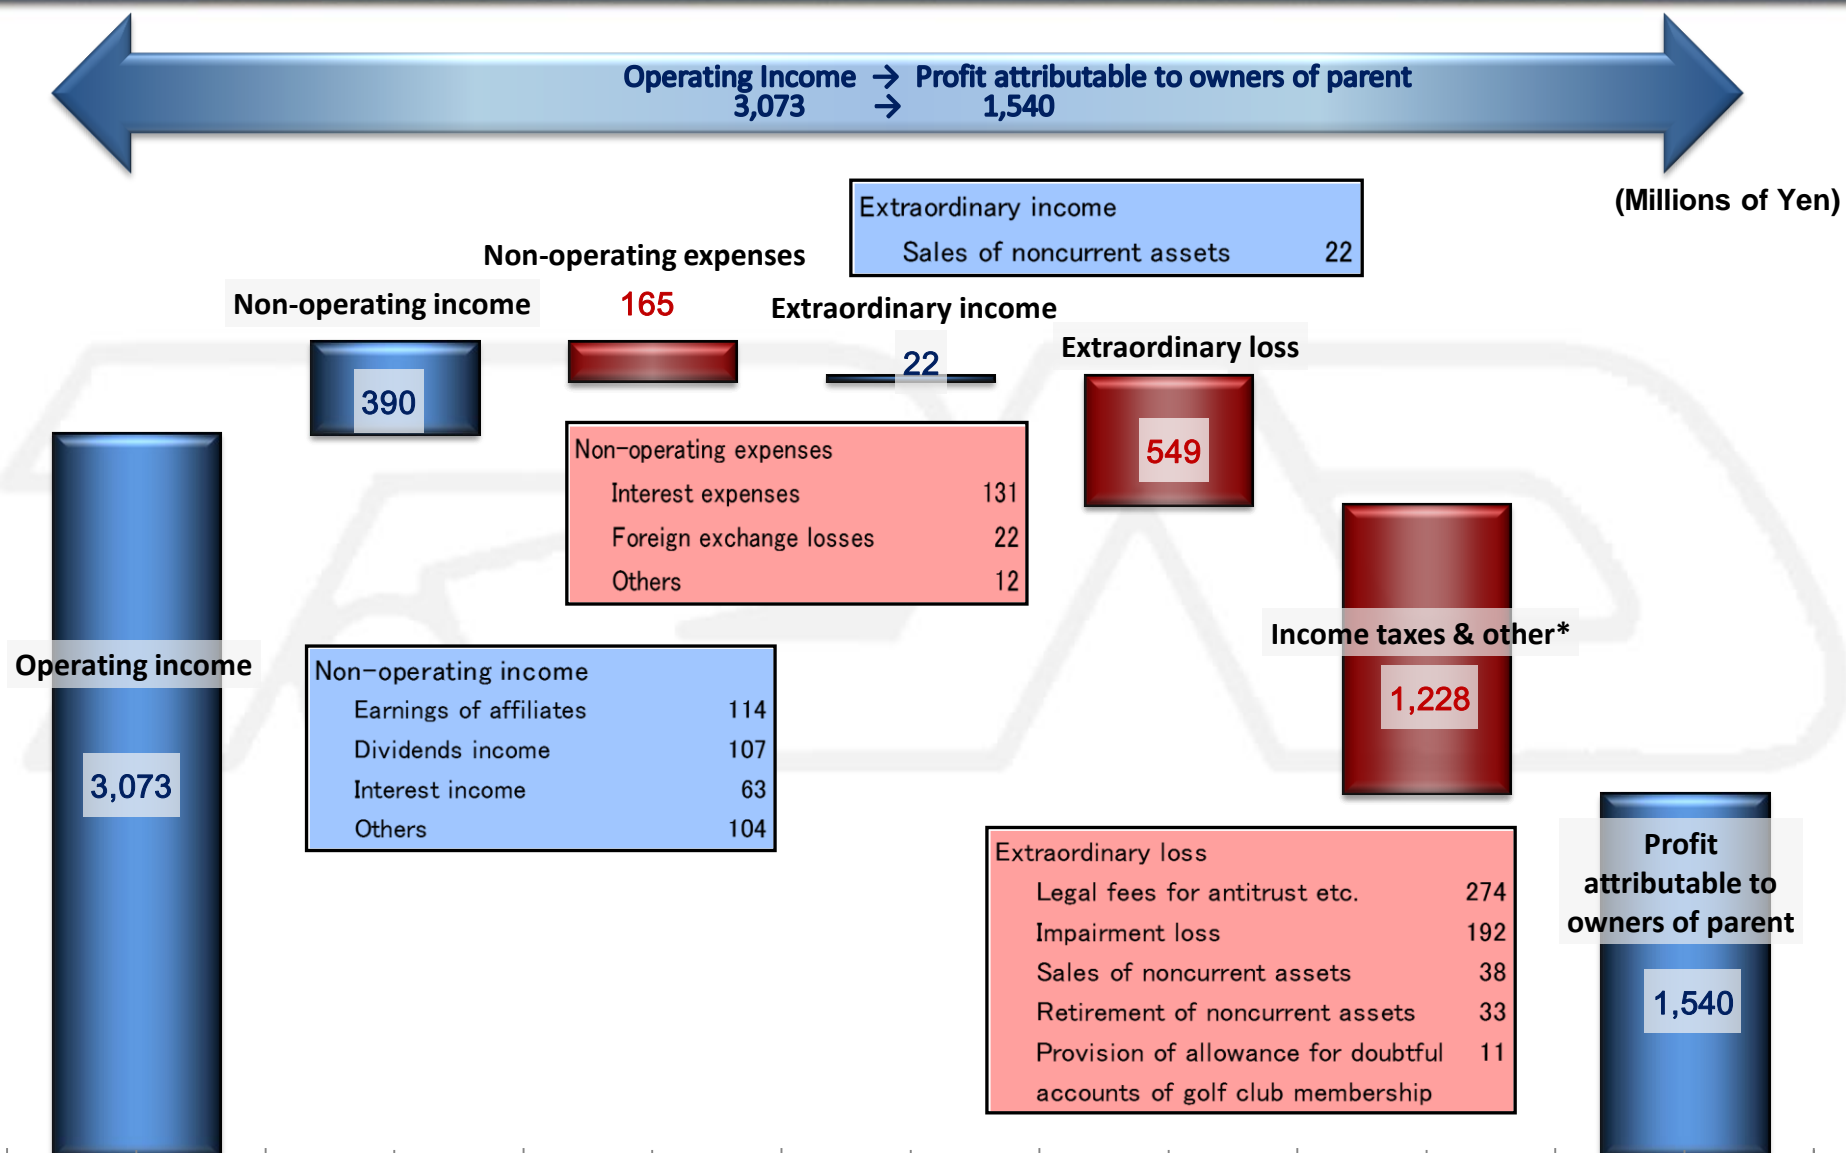 Operating Income → Profit attributable to owners of parent
3,073 → 1,540
(Millions of Yen)
Extraordinary income
Sales of noncurrent assets 22
Non-operating expenses
165
Non-operating income
390
Extraordinary income
22
Extraordinary loss
549
Non-operating expenses
Interest expenses 131
Foreign exchange losses 22
Others 12
Operating income
3,073
Non-operating income
Earnings of affiliates 114
Dividends income 107
Interest income 63
Others 104
Income taxes & other*
1,228
Extraordinary loss
Legal fees for antitrust etc. 274
Impairment loss 192
Sales of noncurrent assets 38
Retirement of noncurrent assets 33
Provision of allowance for doubtful 11
accounts of golf club membership
Profit
attributable to
owners of parent
1,540